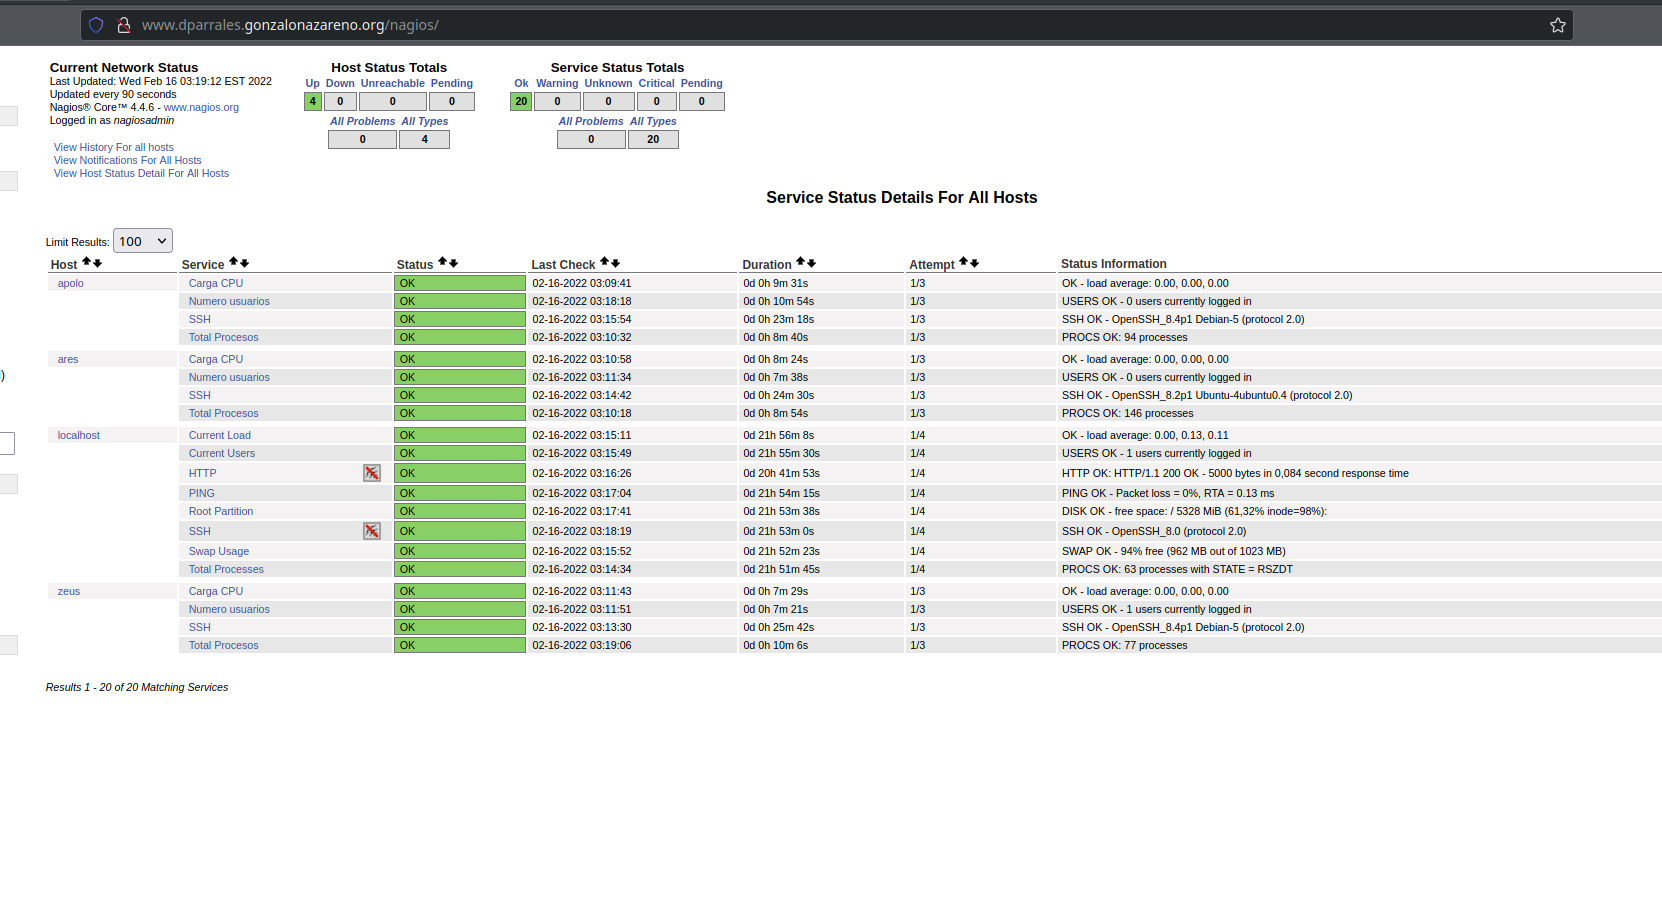 www.dparrales.gonzalonazareno.org/nagios/
Current Network Status
Last Updated: Wed Feb 16 03:19:12 EST 2022
Updated every 90 seconds
Nagios® Core™ 4.4.6 - www.nagios.org
Logged in as nagiosadmin
View History For all hosts
View Notifications For All Hosts
View Host Status Detail For All Hosts
Host Status Totals
Up Down Unreachable Pending
4 0 0 0
All Problems All Types
0 4
Service Status Totals
Ok Warning Unknown Critical Pending
20 0 0 0 0
All Problems All Types
0 20
Service Status Details For All Hosts
Limit Results: 100
Host Service Status Last Check Duration Attempt Status Information
apolo Carga CPU OK 02-16-2022 03:09:41 0d 0h 9m 31s 1/3 OK - load average: 0.00, 0.00, 0.00
Numero usuarios OK 02-16-2022 03:18:18 0d 0h 10m 54s 1/3 USERS OK - 0 users currently logged in
SSH OK 02-16-2022 03:15:54 0d 0h 23m 18s 1/3 SSH OK - OpenSSH_8.4p1 Debian-5 (protocol 2.0)
Total Procesos OK 02-16-2022 03:10:32 0d 0h 8m 40s 1/3 PROCS OK: 94 processes
ares Carga CPU OK 02-16-2022 03:10:58 0d 0h 8m 24s 1/3 OK - load average: 0.00, 0.00, 0.00
Numero usuarios OK 02-16-2022 03:11:34 0d 0h 7m 38s 1/3 USERS OK - 0 users currently logged in
SSH OK 02-16-2022 03:14:42 0d 0h 24m 30s 1/3 SSH OK - OpenSSH_8.2p1 Ubuntu-4ubuntu0.4 (protocol 2.0)
Total Procesos OK 02-16-2022 03:10:18 0d 0h 8m 54s 1/3 PROCS OK: 146 processes
)
localhost Current Load OK 02-16-2022 03:15:11 0d 21h 56m 8s 1/4 OK - load average: 0.00, 0.13, 0.11
Current Users OK 02-16-2022 03:15:49 0d 21h 55m 30s 1/4 USERS OK - 1 users currently logged in
HTTP OK 02-16-2022 03:16:26 0d 20h 41m 53s 1/4 HTTP OK: HTTP/1.1 200 OK - 5000 bytes in 0,084 second response time
PING OK 02-16-2022 03:17:04 0d 21h 54m 15s 1/4 PING OK - Packet loss = 0%, RTA = 0.13 ms
Root Partition OK 02-16-2022 03:17:41 0d 21h 53m 38s 1/4 DISK OK - free space: / 5328 MiB (61,32% inode=98%):
SSH OK 02-16-2022 03:18:19 0d 21h 53m 0s 1/4 SSH OK - OpenSSH_8.0 (protocol 2.0)
Swap Usage OK 02-16-2022 03:15:52 0d 21h 52m 23s 1/4 SWAP OK - 94% free (962 MB out of 1023 MB)
Total Processes OK 02-16-2022 03:14:34 0d 21h 51m 45s 1/4 PROCS OK: 63 processes with STATE = RSZDT
zeus Carga CPU OK 02-16-2022 03:11:43 0d 0h 7m 29s 1/3 OK - load average: 0.00, 0.00, 0.00
Numero usuarios OK 02-16-2022 03:11:51 0d 0h 7m 21s 1/3 USERS OK - 1 users currently logged in
SSH OK 02-16-2022 03:13:30 0d 0h 25m 42s 1/3 SSH OK - OpenSSH_8.4p1 Debian-5 (protocol 2.0)
Total Procesos OK 02-16-2022 03:19:06 0d 0h 10m 6s 1/3 PROCS OK: 77 processes
Results 1 - 20 of 20 Matching Services